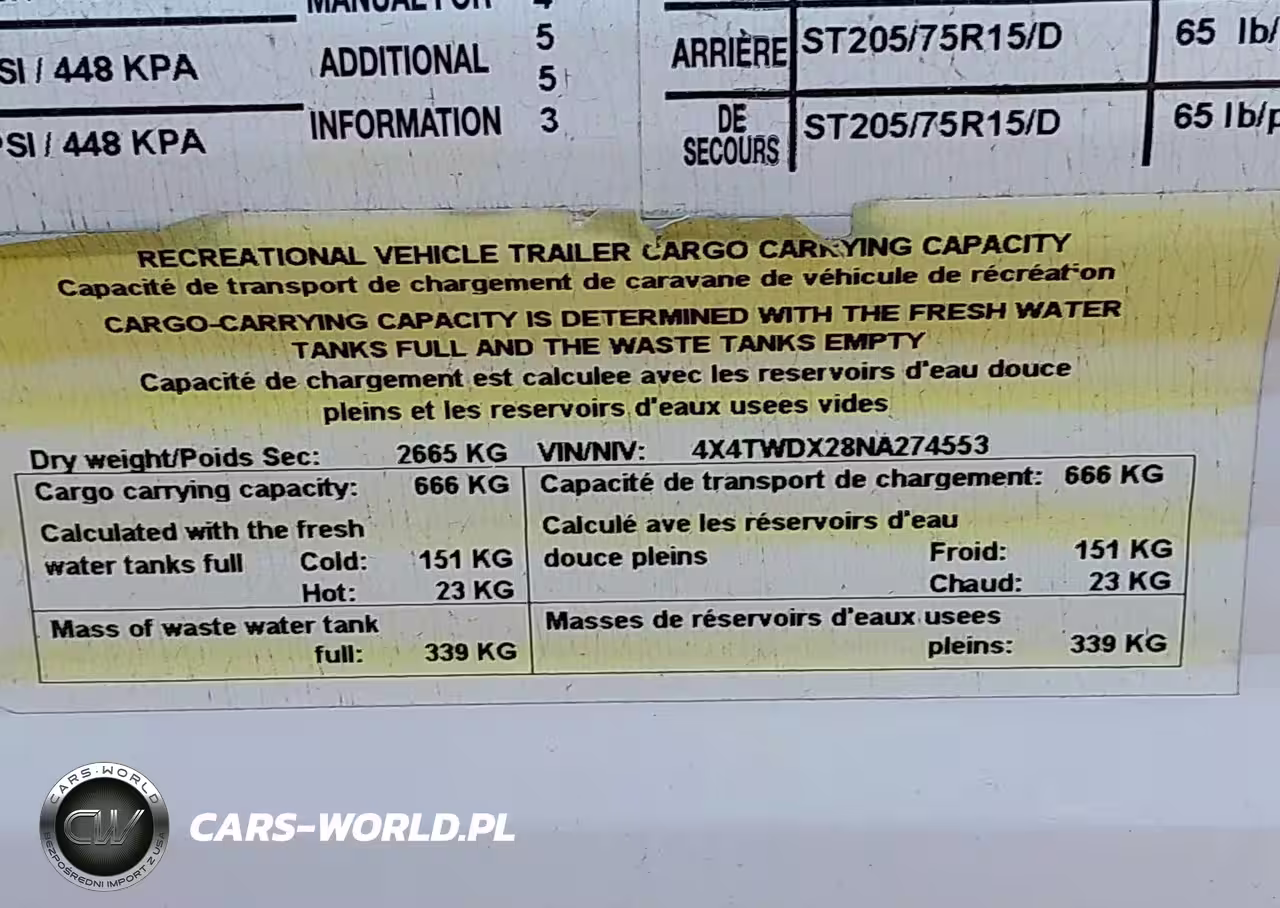 MANUAL FOR
SI / 448 KPA
ADDITIONAL
5
5
ARRIÈRE
ST205/75R15/D
65 lb/
PSI / 448 KPA
INFORMATION
3
DE
SECOURS
ST205/75R15/D
65 lb/p
RECREATIONAL VEHICLE TRAILER CARGO CARRYING CAPACITY
Capacité de transport de chargement de caravane de véhicule de récréation
CARGO-CARRYING CAPACITY IS DETERMINED WITH THE FRESH WATER
TANKS FULL AND THE WASTE TANKS EMPTY
Capacité de chargement est calculee avec les reservoirs d'eau douce
pleins et les reservoirs d'eaux usees vides
Dry weight/Poids Sec: 2665 KG VIN/NIV: 4X4TWDX28NA274553
Cargo carrying capacity: 666 KG
Calculated with the fresh
water tanks full Cold: 151 KG
Hot: 23 KG
Mass of waste water tank
full: 339 KG
Capacité de transport de chargement: 666 KG
Calculé ave les réservoirs d'eau
douce pleins Froid: 151 KG
Chaud: 23 KG
Masses de réservoirs d'eaux usees
pleins: 339 KG
CARS-WORLD
CW
BEZPOŚREDNI IMPORT Z USA
CARS-WORLD.PL